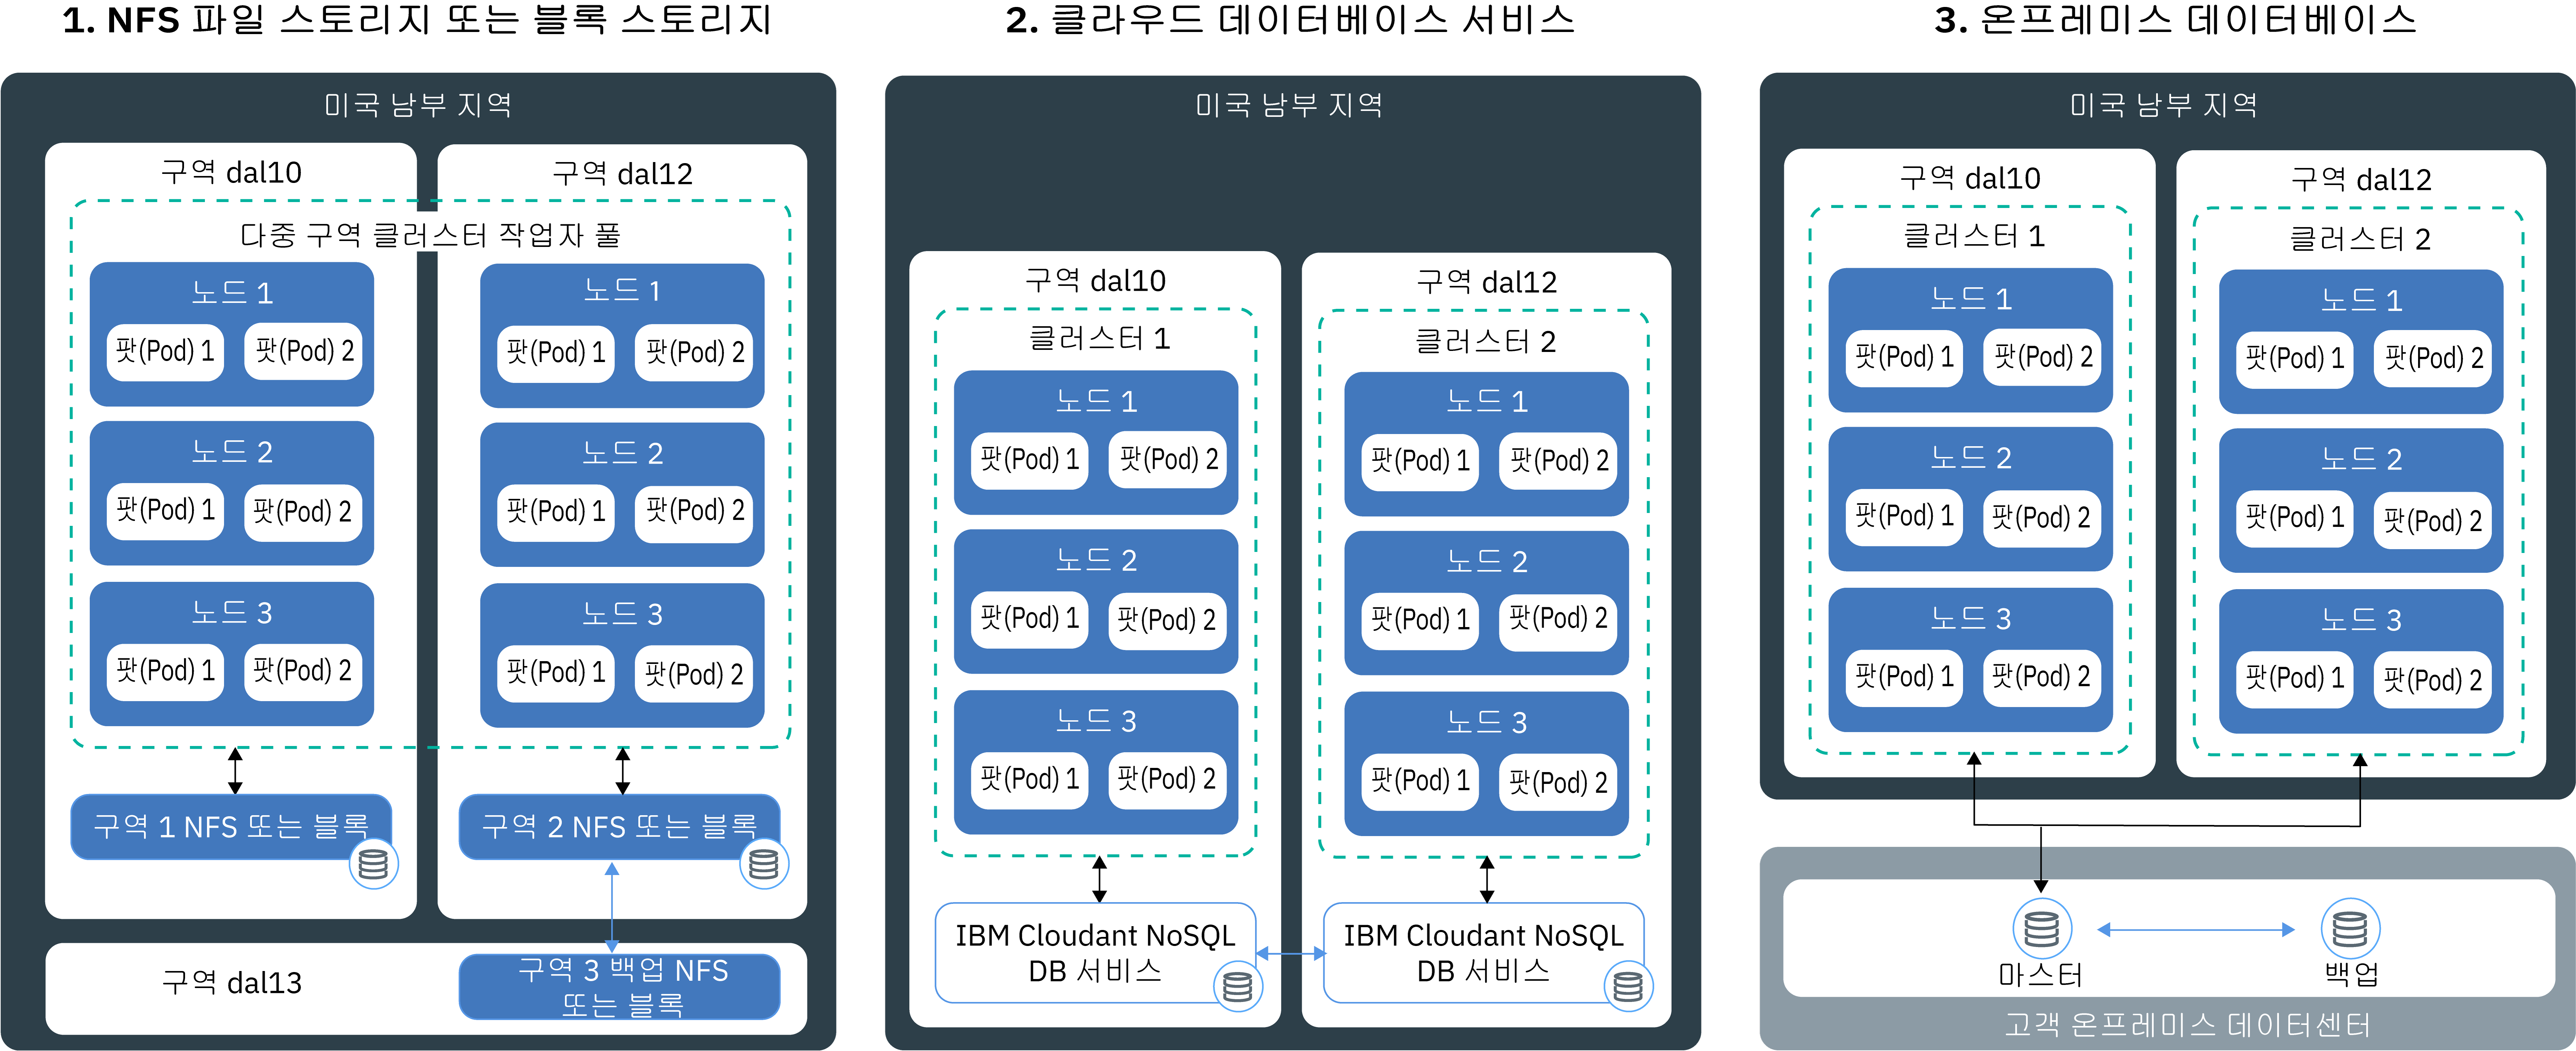 1. NFS 파일 스토리지 또는 블록 스토리지
미국 남부 지역
구역 dal10
구역 dal12
다중 구역 클러스터 작업자 풀
노드 1
팟(Pod) 1
팟(Pod) 2
노드 2
팟(Pod) 1
팟(Pod) 2
노드 3
팟(Pod) 1
팟(Pod) 2
노드 1
팟(Pod) 1
팟(Pod) 2
노드 2
팟(Pod) 1
팟(Pod) 2
노드 3
팟(Pod) 1
팟(Pod) 2
구역 1 NFS 또는 블록
구역 2 NFS 또는 블록
구역 dal13
구역 3 백업 NFS
또는 블록
2. 클라우드 데이터베이스 서비스
미국 남부 지역
구역 dal10
클러스터 1
노드 1
팟(Pod) 1
팟(Pod) 2
노드 2
팟(Pod) 1
팟(Pod) 2
노드 3
팟(Pod) 1
팟(Pod) 2
IBM Cloudant NoSQL
DB 서비스
구역 dal12
클러스터 2
노드 1
팟(Pod) 1
팟(Pod) 2
노드 2
팟(Pod) 1
팟(Pod) 2
노드 3
팟(Pod) 1
팟(Pod) 2
IBM Cloudant NoSQL
DB 서비스
3. 온프레미스 데이터베이스
미국 남부 지역
구역 dal10
클러스터 1
노드 1
팟(Pod) 1
팟(Pod) 2
노드 2
팟(Pod) 1
팟(Pod) 2
노드 3
팟(Pod) 1
팟(Pod) 2
구역 dal12
클러스터 2
노드 1
팟(Pod) 1
팟(Pod) 2
노드 2
팟(Pod) 1
팟(Pod) 2
노드 3
팟(Pod) 1
팟(Pod) 2
마스터
백업
고객 온프레미스 데이터센터